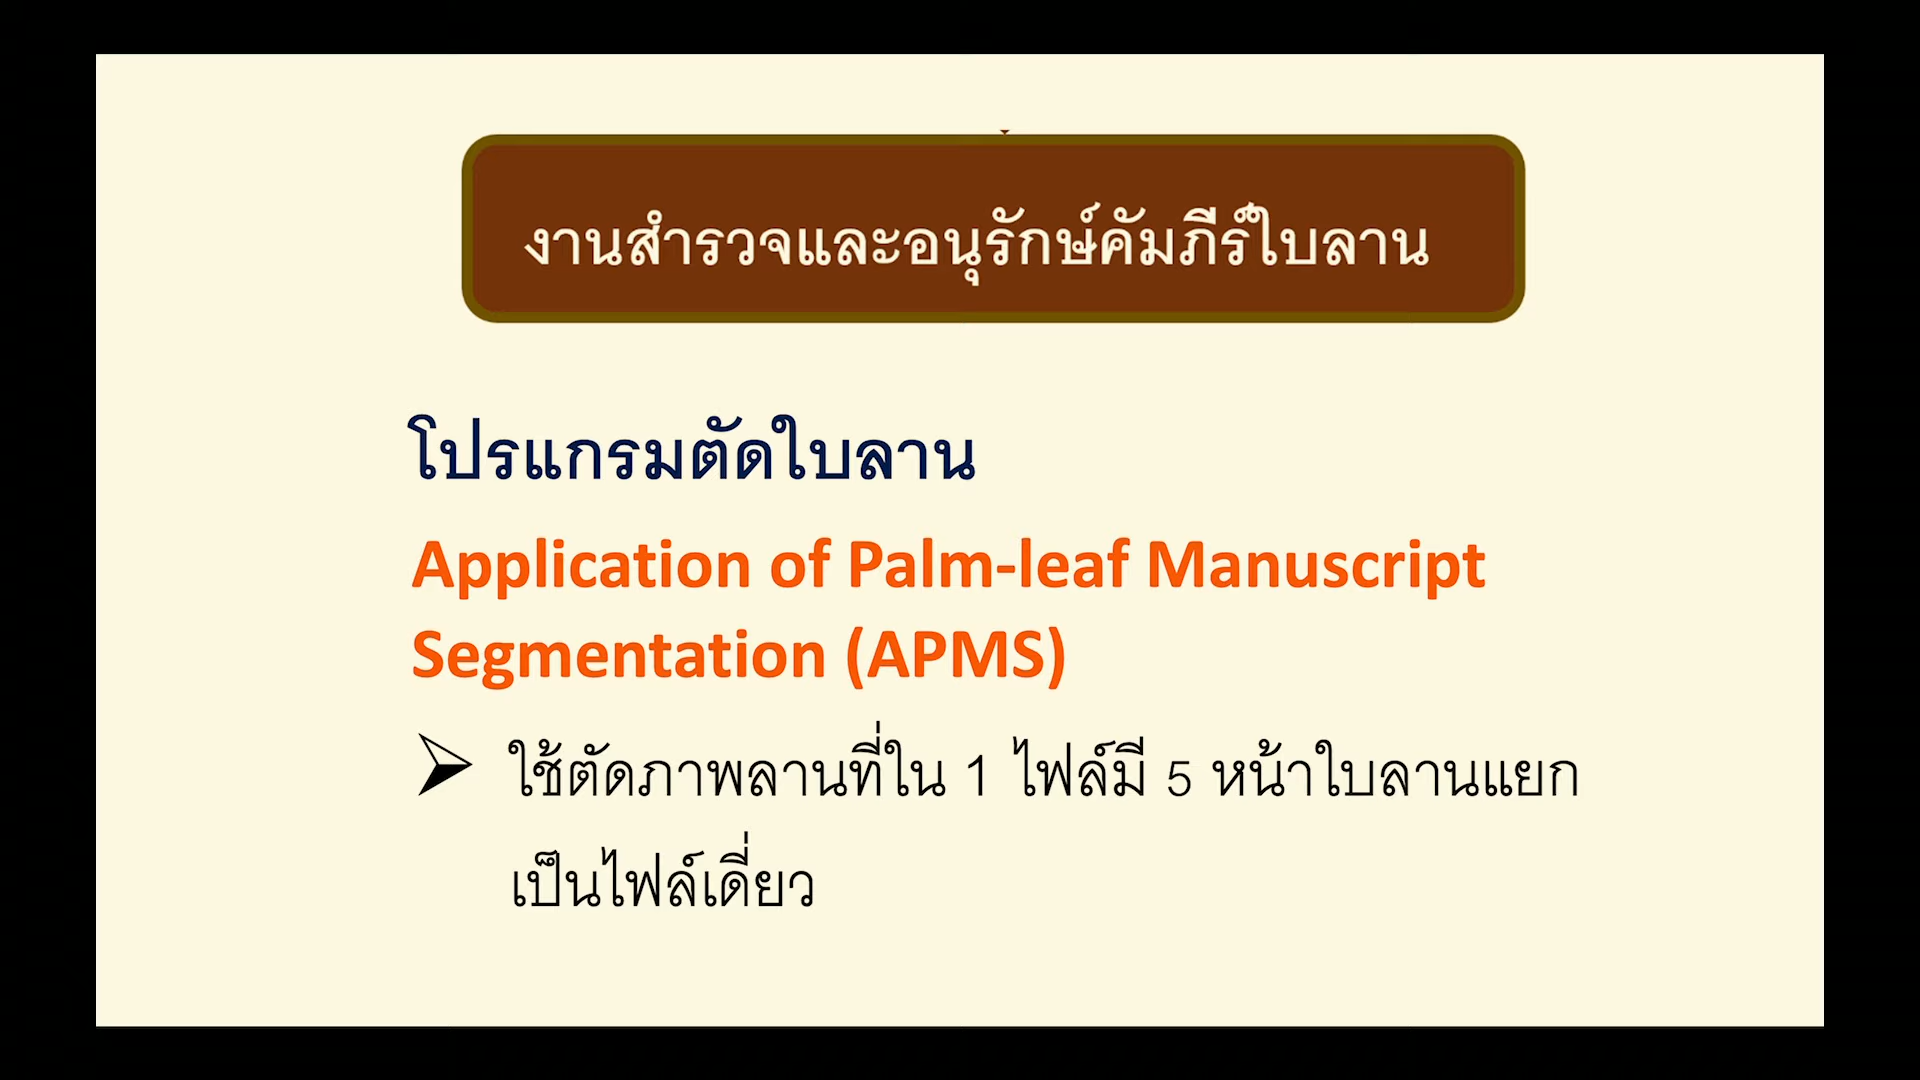 งานสำรวจและอนุรักษ์คัมภีร์ใบลาน
โปรแกรมตัดใบลาน
Application of Palm-leaf Manuscript
Segmentation (APMS)
ใช้ตัดภาพลานที่ใน 1 ไฟล์มี 5 หน้าใบลานแยก
เป็นไฟล์เดี่ยว